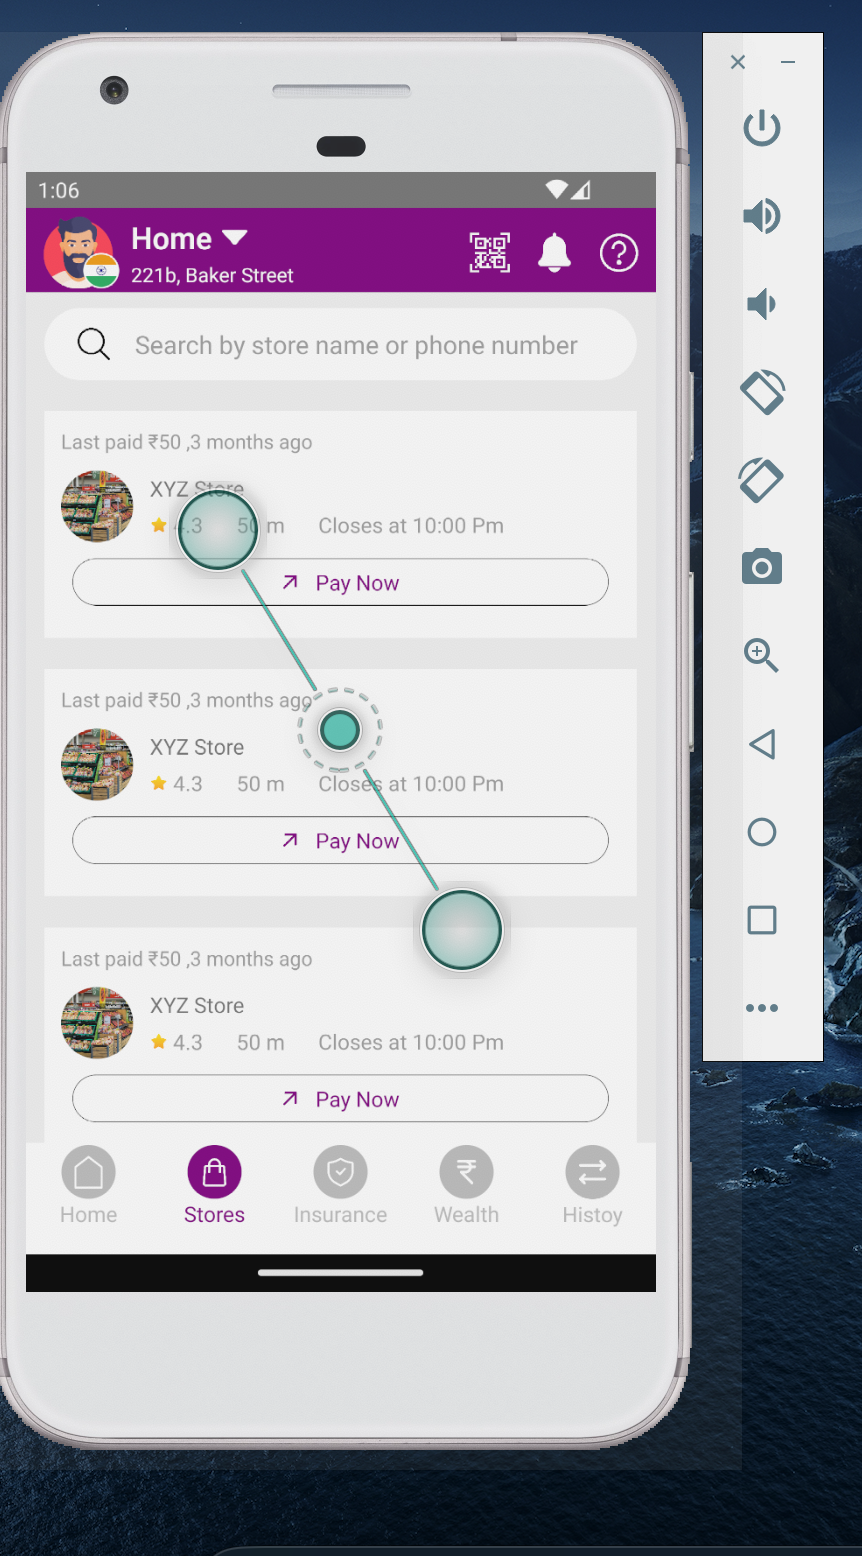 1:06
Home
221b, Baker Street
Search by store name or phone number
Last paid ₹50 ,3 months ago
XYZ Store
4.3 50 m Closes at 10:00 Pm
Pay Now
Last paid ₹50 ,3 months ago
XYZ Store
4.3 50 m Closes at 10:00 Pm
Pay Now
Last paid ₹50 ,3 months ago
XYZ Store
4.3 50 m Closes at 10:00 Pm
Pay Now
Home Stores Insurance Wealth Histoy